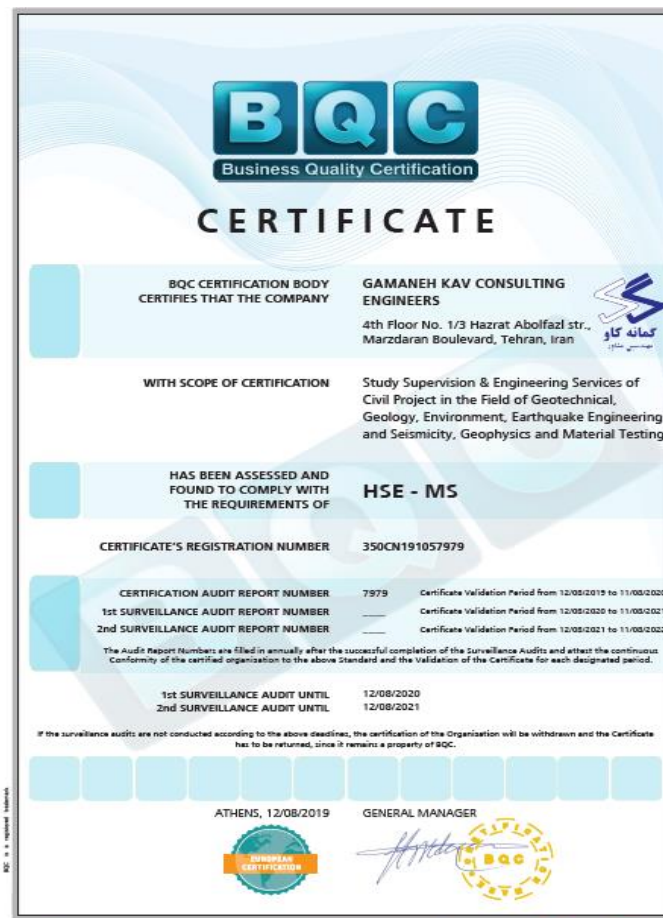 BQC
Business Quality Certification
CERTIFICATE
BQC CERTIFICATION BODY
CERTIFIES THAT THE COMPANY
GAMANEH KAV CONSULTING
ENGINEERS
4th Floor No. 1/3 Hazrat Abolfazl str.,
Marzdaran Boulevard, Tehran, Iran
کمانه کاو
مهندسین مشاور
WITH SCOPE OF CERTIFICATION
Study Supervision & Engineering Services of
Civil Project in the Field of Geotechnical,
Geology, Environment, Earthquake Engineering
and Seismicity, Geophysics and Material Testing
HAS BEEN ASSESSED AND
FOUND TO COMPLY WITH
THE REQUIREMENTS OF
HSE - MS
CERTIFICATE'S REGISTRATION NUMBER 350CN191057979
CERTIFICATION AUDIT REPORT NUMBER 7979 Certificate Validation Period from 12/08/2019 to 11/08/2020
1st SURVEILLANCE AUDIT REPORT NUMBER ____ Certificate Validation Period from 12/08/2020 to 11/08/2021
2nd SURVEILLANCE AUDIT REPORT NUMBER ____ Certificate Validation Period from 12/08/2021 to 11/08/2022
The Audit Report Numbers are filled in annually after the successful completion of the Surveillance Audits and attest the continuous
Conformity of the certified organisation to the above Standard and the Validation of the Certificate for each designated period.
1st SURVEILLANCE AUDIT UNTIL 12/08/2020
2nd SURVEILLANCE AUDIT UNTIL 12/08/2021
If the surveillance audits are not conducted according to the above deadlines, the certification of the Organisation will be withdrawn and the Certificate
has to be returned, since it remains a property of BQC.
BQC is a registered trademark
ATHENS, 12/08/2019
GENERAL MANAGER
EUROPEAN
CERTIFICATION
BQC